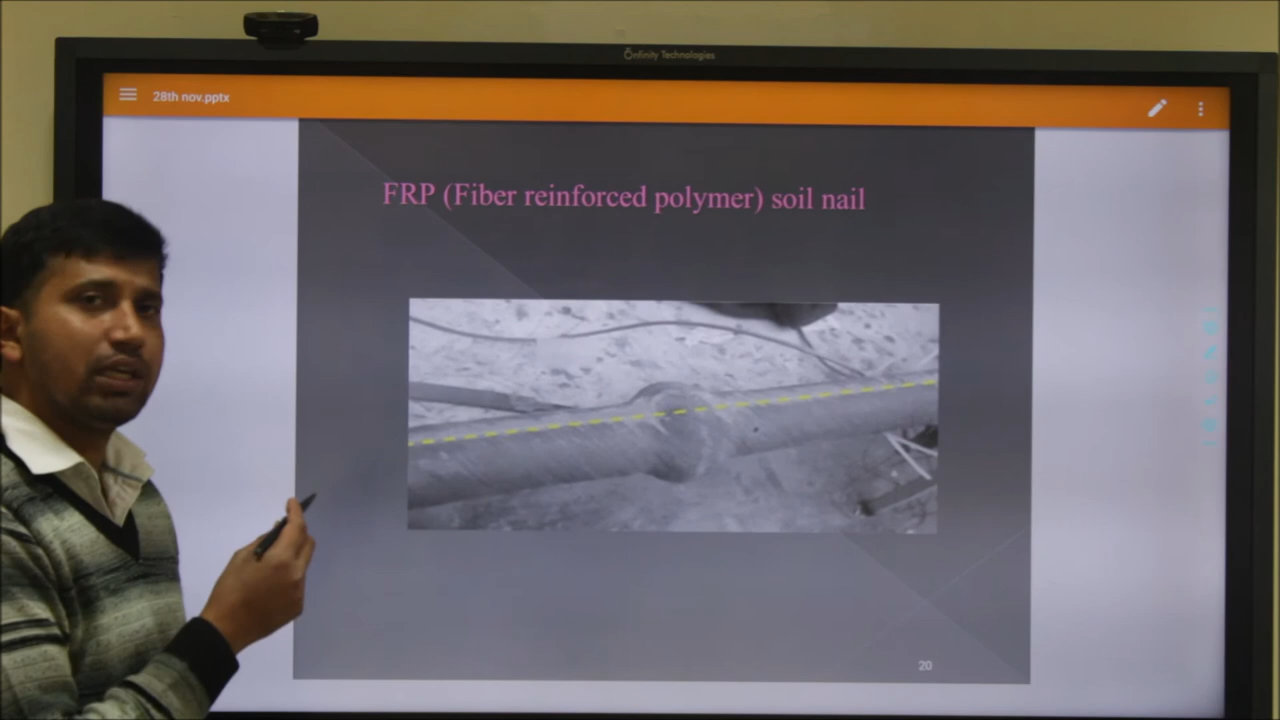 Onfinity Technologies
28th nov.pptx
FRP (Fiber reinforced polymer) soil nail
20